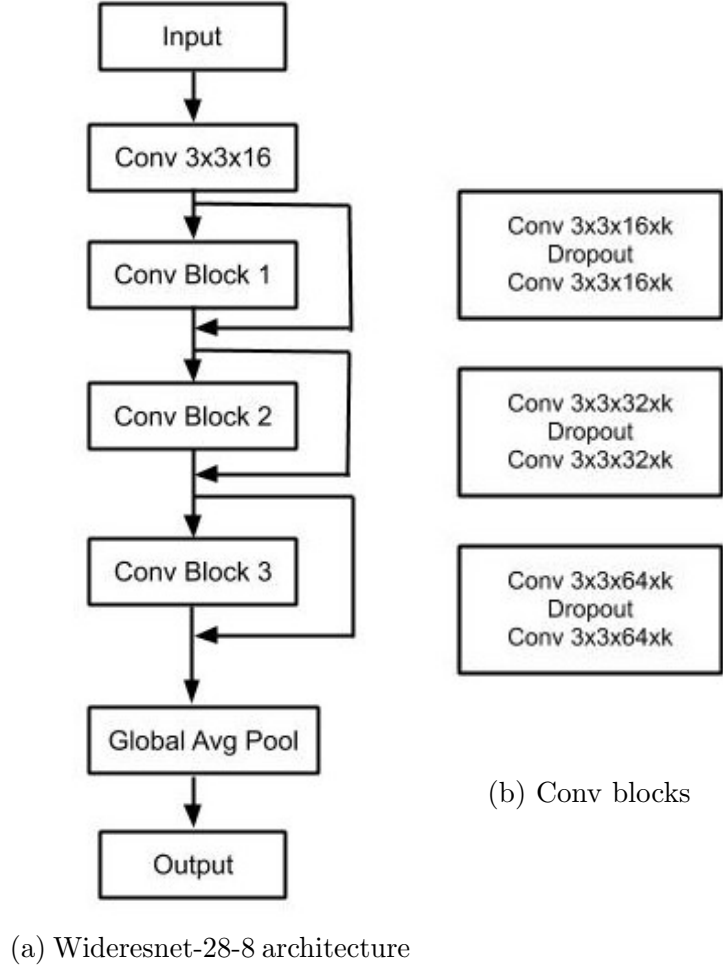 Input
Conv 3x3x16
Conv Block 1
Conv Block 2
Conv Block 3
Global Avg Pool
Output
(a) Wideresnet-28-8 architecture
Conv 3x3x16xk
Dropout
Conv 3x3x16xk
Conv 3x3x32xk
Dropout
Conv 3x3x32xk
Conv 3x3x64xk
Dropout
Conv 3x3x64xk
(b) Conv blocks